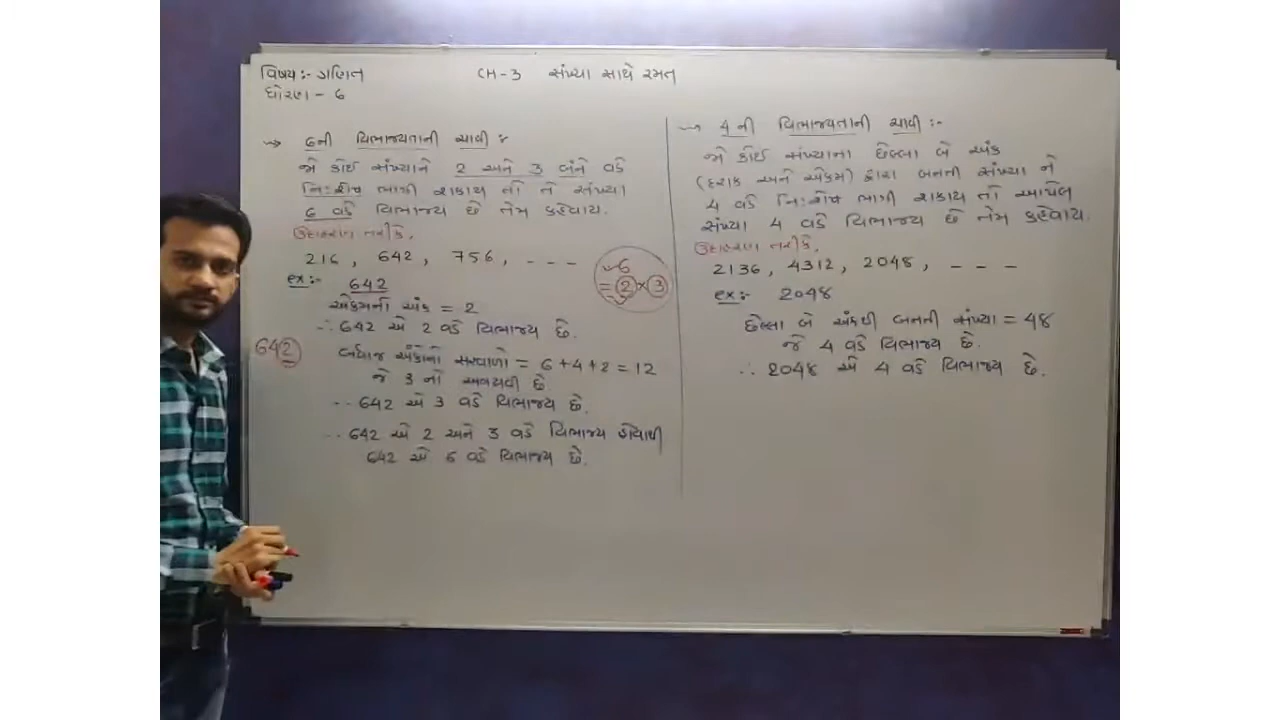 વિષય:- ગણિત
ધોરણ - ૬
CH-3 સંખ્યા સાથે રમત
→ 6ની વિભાજ્યતાની ચાવી :-
જો કોઈ સંખ્યાને 2 અને 3 બંને વડે
નિ:શેષ ભાગી શકાય તો તે સંખ્યા
6 વડે વિભાજ્ય છે તેમ કહેવાય.
ઉદાહરણ તરીકે,
216, 642, 756, - - -
ex:- 642
એકમનો અંક = 2
∴ 642 એ 2 વડે વિભાજ્ય છે.
642
બધાજ અંકોનો સરવાળો = 6+4+2=12
જે 3 નો અવયવી છે
∴ 642 એ 3 વડે વિભાજ્ય છે.
∴ 642 એ 2 અને 3 વડે વિભાજ્ય હોવાથી
642 એ 6 વડે વિભાજ્ય છે.
6
= 2 × 3
→ 4 ની વિભાજ્યતાની ચાવી :-
જો કોઈ સંખ્યાના છેલ્લા બે અંક
(દશક અને એકમ) દ્વારા બનતી સંખ્યા ને
4 વડે નિ:શેષ ભાગી શકાય તો આપેલ
સંખ્યા 4 વડે વિભાજ્ય છે તેમ કહેવાય.
ઉદાહરણ તરીકે,
2136, 4312, 2048, - - -
ex:- 2048
છેલ્લા બે અંકથી બનતી સંખ્યા = 48
જે 4 વડે વિભાજ્ય છે.
∴ 2048 એ 4 વડે વિભાજ્ય છે.